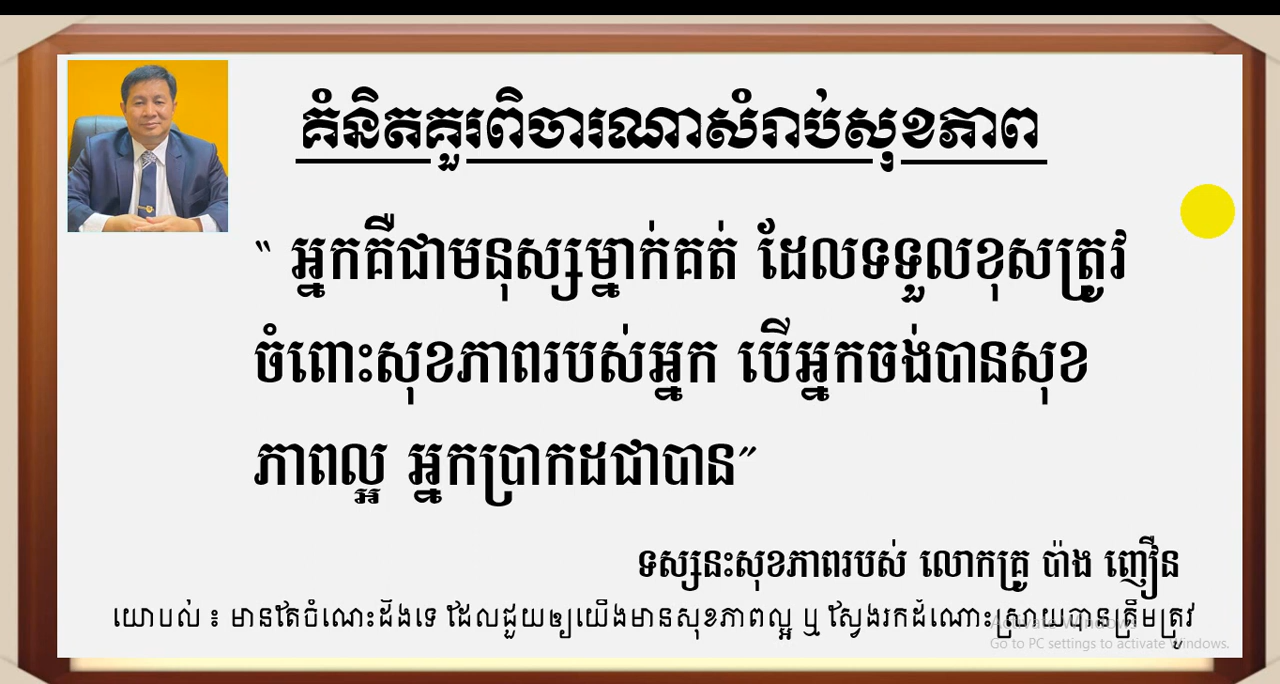 គំនិតគួរពិចារណាសំរាប់សុខភាព
“ អ្នកគឺជាមនុស្សម្នាក់គត់ ដែលទទួលខុសត្រូវ
ចំពោះសុខភាពរបស់អ្នក បើអ្នកចង់បានសុខ
ភាពល្អ អ្នកប្រាកដជាបាន”
ទស្សនះសុខភាពរបស់ លោកគ្រូ ប៉ាង ញឿន
យោបល់ ៖ មានតែចំណេះដឹងទេ ដែលជួយឲ្យយើងមានសុខភាពល្អ ឬ ស្វែងរកដំណោះស្រាយបានត្រឹមត្រូវ
Activate Windows
Go to PC settings to activate Windows.